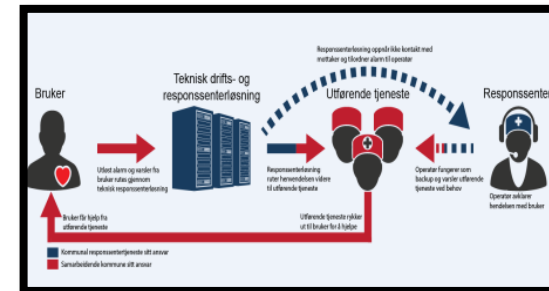 Responssenterløsning oppnår ikke kontakt med
mottaker og tilordner alarm til operatør
Bruker
Teknisk drifts- og
responssenterløsning
Utførende tjeneste
Responssenter
Utløst alarm og varsler fra
bruker rutes gjennom
teknisk responssenterløsning
Responssenterløsning
ruter henvendelsen videre
til utførende tjeneste
Operatør fungerer som
backup og varsler utførende
tjeneste ved behov
Operatør avklarer
hendelsen med bruker
Bruker får hjelp fra
utførende tjeneste
Utførende tjeneste rykker
ut til bruker for å hjelpe
Kommunal responssentertjeneste sitt ansvar
Samarbeidende kommune sitt ansvar